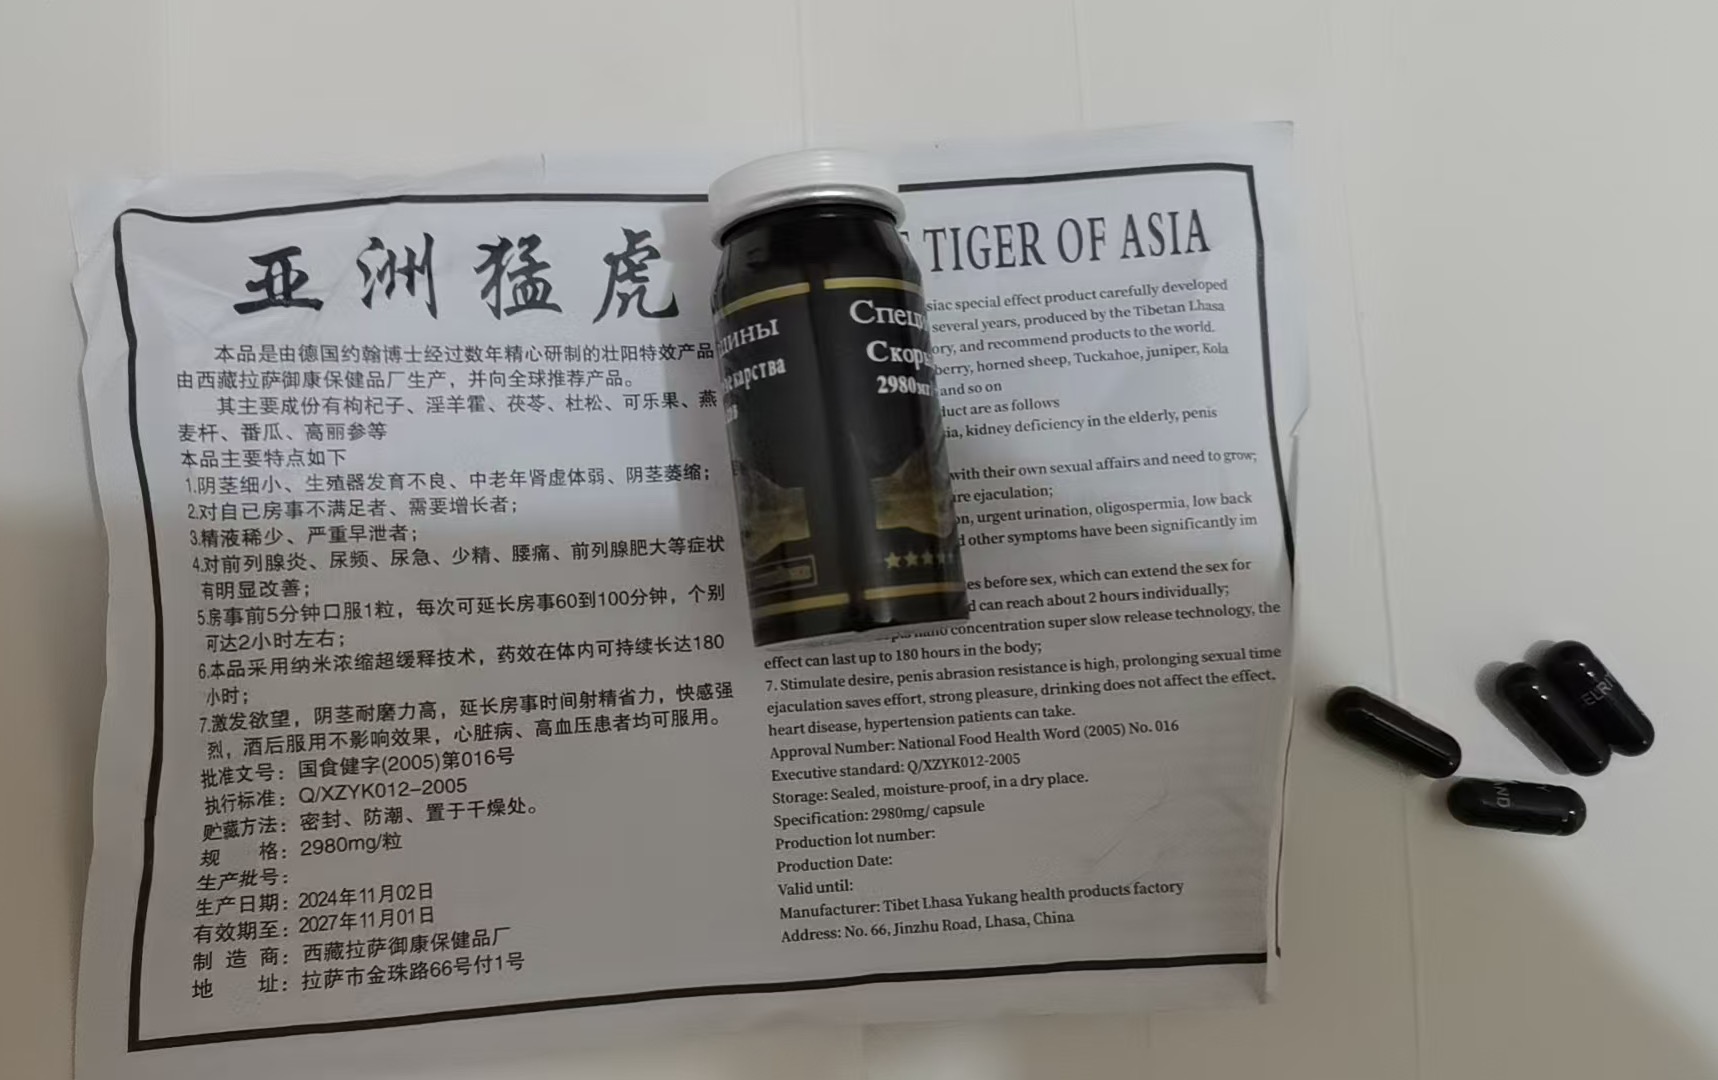 亚洲猛虎
本品是由德国约翰博士经过数年精心研制的壮阳特效产品
由西藏拉萨御康保健品厂生产，并向全球推荐产品。
其主要成份有枸杞子、淫羊霍、茯苓、杜松、可乐果、燕
麦杆、番瓜、高丽参等
本品主要特点如下
1.阴茎细小、生殖器发育不良、中老年肾虚体弱、阴茎萎缩；
2.对自已房事不满足者、需要增长者；
3.精液稀少、严重早泄者；
4.对前列腺炎、尿频、尿急、少精、腰痛、前列腺肥大等症状
有明显改善；
5.房事前5分钟口服1粒，每次可延长房事60到100分钟，个别
可达2小时左右；
6.本品采用纳米浓缩超缓释技术，药效在体内可持续长达180
小时；
7.激发欲望，阴茎耐磨力高，延长房事时间射精省力，快感强
烈，酒后服用不影响效果，心脏病、高血压患者均可服用。
批准文号：国食健字(2005)第016号
执行标准：Q/XZYK012-2005
贮藏方法：密封、防潮、置于干燥处。
规 格：2980mg/粒
生产批号：
生产日期：2024年11月02日
有效期至：2027年11月01日
制 造 商：西藏拉萨御康保健品厂
地 址：拉萨市金珠路66号付1号
TIGER OF ASIA
special effect product carefully developed
several years, produced by the Tibetan Lhasa
and recommend products to the world.
horned sheep, Tuckahoe, juniper, Kola
and so on
are as follows
kidney deficiency in the elderly, penis
with their own sexual affairs and need to grow;
ejaculation;
urgent urination, oligospermia, low back
other symptoms have been significantly im
before sex, which can extend the sex for
can reach about 2 hours individually;
nano concentration super slow release technology, the
effect can last up to 180 hours in the body;
7. Stimulate desire, penis abrasion resistance is high, prolonging sexual time
ejaculation saves effort, strong pleasure, drinking does not affect the effect,
heart disease, hypertension patients can take.
Approval Number: National Food Health Word (2005) No. 016
Executive standard: Q/XZYK012-2005
Storage: Sealed, moisture-proof, in a dry place.
Specification: 2980mg/ capsule
Production lot number:
Production Date:
Valid until:
Manufacturer: Tibet Lhasa Yukang health products factory
Address: No. 66, Jinzhu Road, Lhasa, China
2980